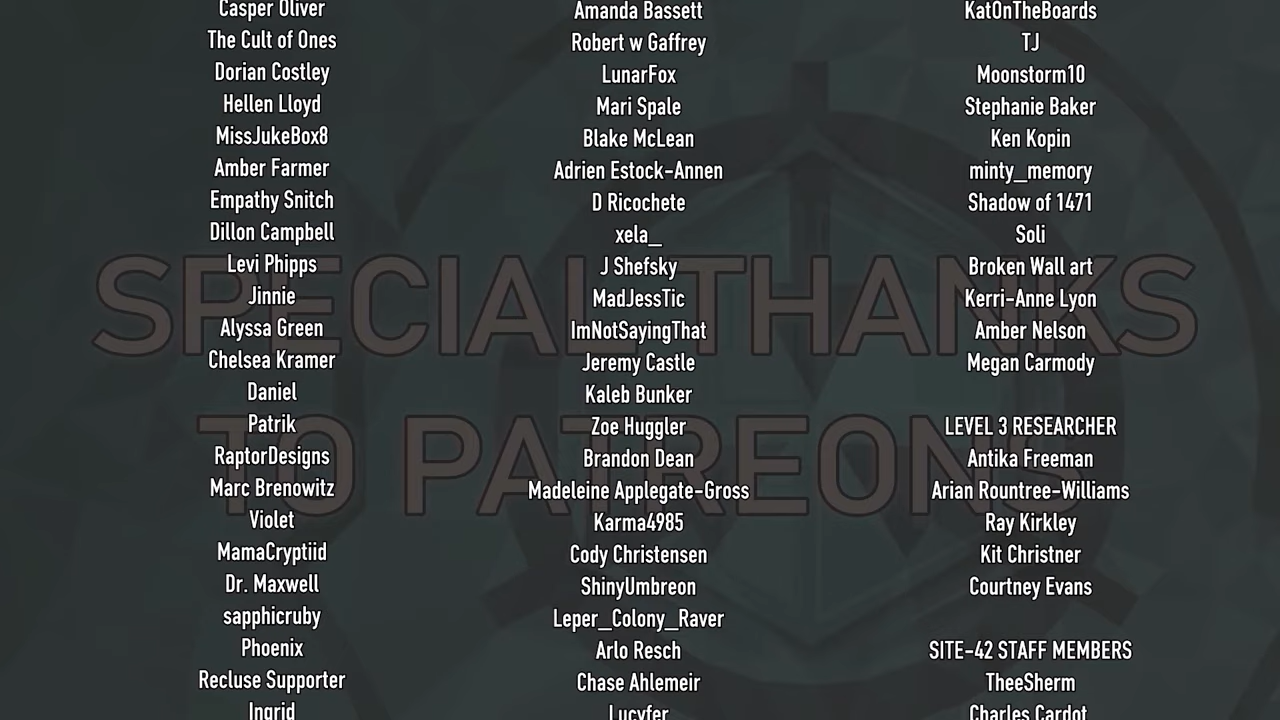 Casper Oliver
The Cult of Ones
Dorian Costley
Hellen Lloyd
MissJukeBox8
Amber Farmer
Empathy Snitch
Dillon Campbell
Levi Phipps
Jinnie
Alyssa Green
Chelsea Kramer
Daniel
Patrik
RaptorDesigns
Marc Brenowitz
Violet
MamaCryptiid
Dr. Maxwell
sapphicruby
Phoenix
Recluse Supporter
Ingrid
Amanda Bassett
Robert w Gaffrey
LunarFox
Mari Spale
Blake McLean
Adrien Estock-Annen
D Ricochete
xela_
J Shefsky
MadJessTic
ImNotSayingThat
Jeremy Castle
Kaleb Bunker
Zoe Huggler
Brandon Dean
Madeleine Applegate-Gross
Karma4985
Cody Christensen
ShinyUmbreon
Leper_Colony_Raver
Arlo Resch
Chase Ahlemeir
Lucyfer
KatOnTheBoards
TJ
Moonstorm10
Stephanie Baker
Ken Kopin
minty_memory
Shadow of 1471
Soli
Broken Wall art
Kerri-Anne Lyon
Amber Nelson
Megan Carmody
LEVEL 3 RESEARCHER
Antika Freeman
Arian Rountree-Williams
Ray Kirkley
Kit Christner
Courtney Evans
SITE-42 STAFF MEMBERS
TheeSherm
Charles Cardot
SPECIAL THANKS
TO PATREONS